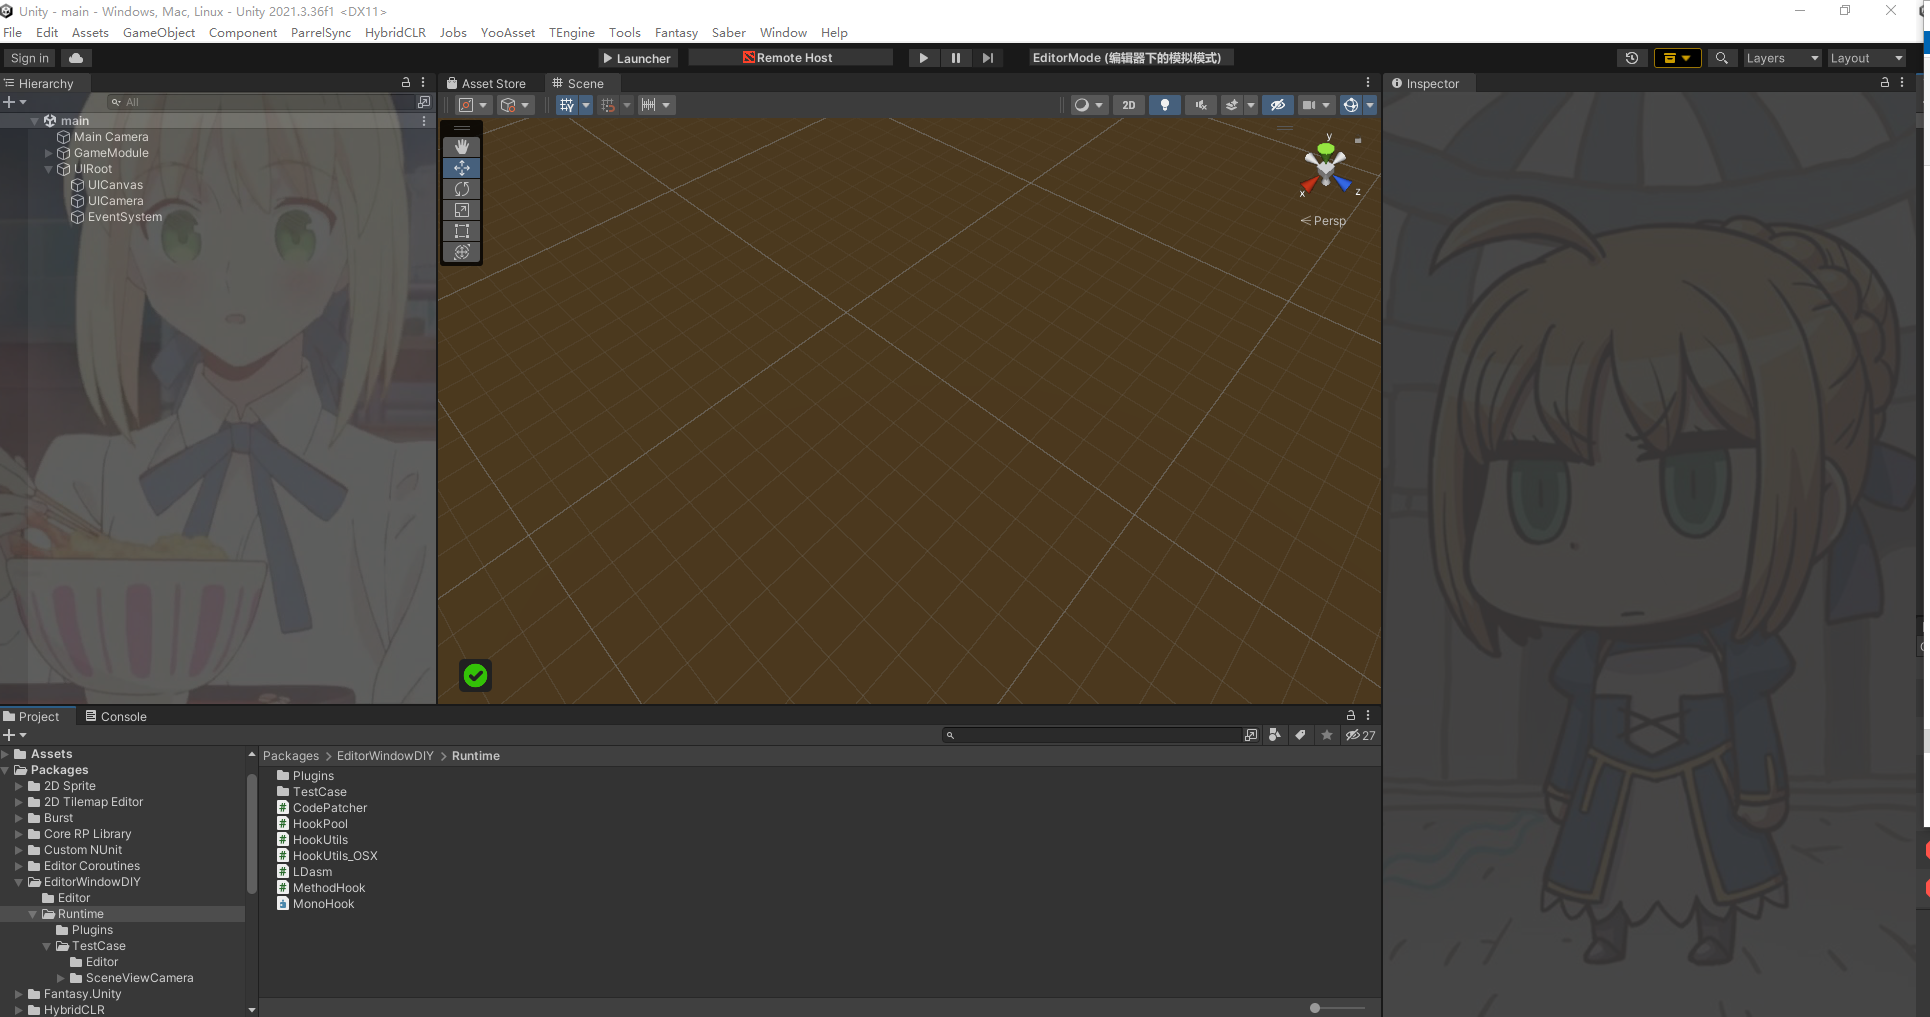 Unity - main - Windows, Mac, Linux - Unity 2021.3.36f1 <DX11>
File Edit Assets GameObject Component ParrelSync HybridCLR Jobs YooAsset TEngine Tools Fantasy Saber Window Help
Sign in Launcher Remote Host EditorMode (编辑器下的模拟模式) Layers Layout
Hierarchy
All
main
Main Camera
GameModule
UIRoot
UICanvas
UICamera
EventSystem
Asset Store Scene
2D
y
x
z
Persp
Inspector
Project Console
27
Assets
Packages
2D Sprite
2D Tilemap Editor
Burst
Core RP Library
Custom NUnit
Editor Coroutines
EditorWindowDIY
Editor
Runtime
Plugins
TestCase
Editor
SceneViewCamera
Fantasy.Unity
HybridCLR
Packages > EditorWindowDIY > Runtime
Plugins
TestCase
CodePatcher
HookPool
HookUtils
HookUtils_OSX
LDasm
MethodHook
MonoHook